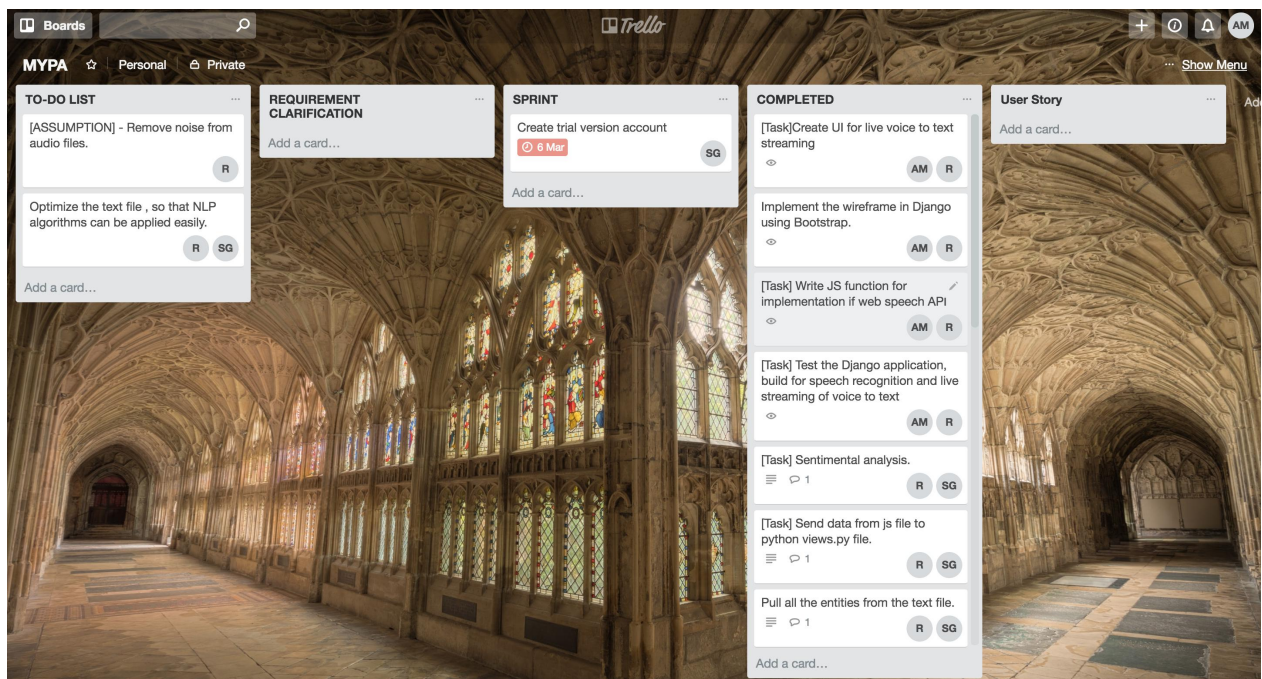 Boards
Trello
AM
MYPA
Personal
Private
... Show Menu
TO-DO LIST
[ASSUMPTION] - Remove noise from
audio files.
R
Optimize the text file , so that NLP
algorithms can be applied easily.
R SG
Add a card...
REQUIREMENT
CLARIFICATION
Add a card...
SPRINT
Create trial version account
6 Mar
SG
Add a card...
COMPLETED
[Task]Create UI for live voice to text
streaming
AM R
Implement the wireframe in Django
using Bootstrap.
AM R
[Task] Write JS function for
implementation if web speech API
AM R
[Task] Test the Django application,
build for speech recognition and live
streaming of voice to text
AM R
[Task] Sentimental analysis.
1
R SG
[Task] Send data from js file to
python views.py file.
1
R SG
Pull all the entities from the text file.
1
R SG
Add a card...
User Story
Add a card...
Ad